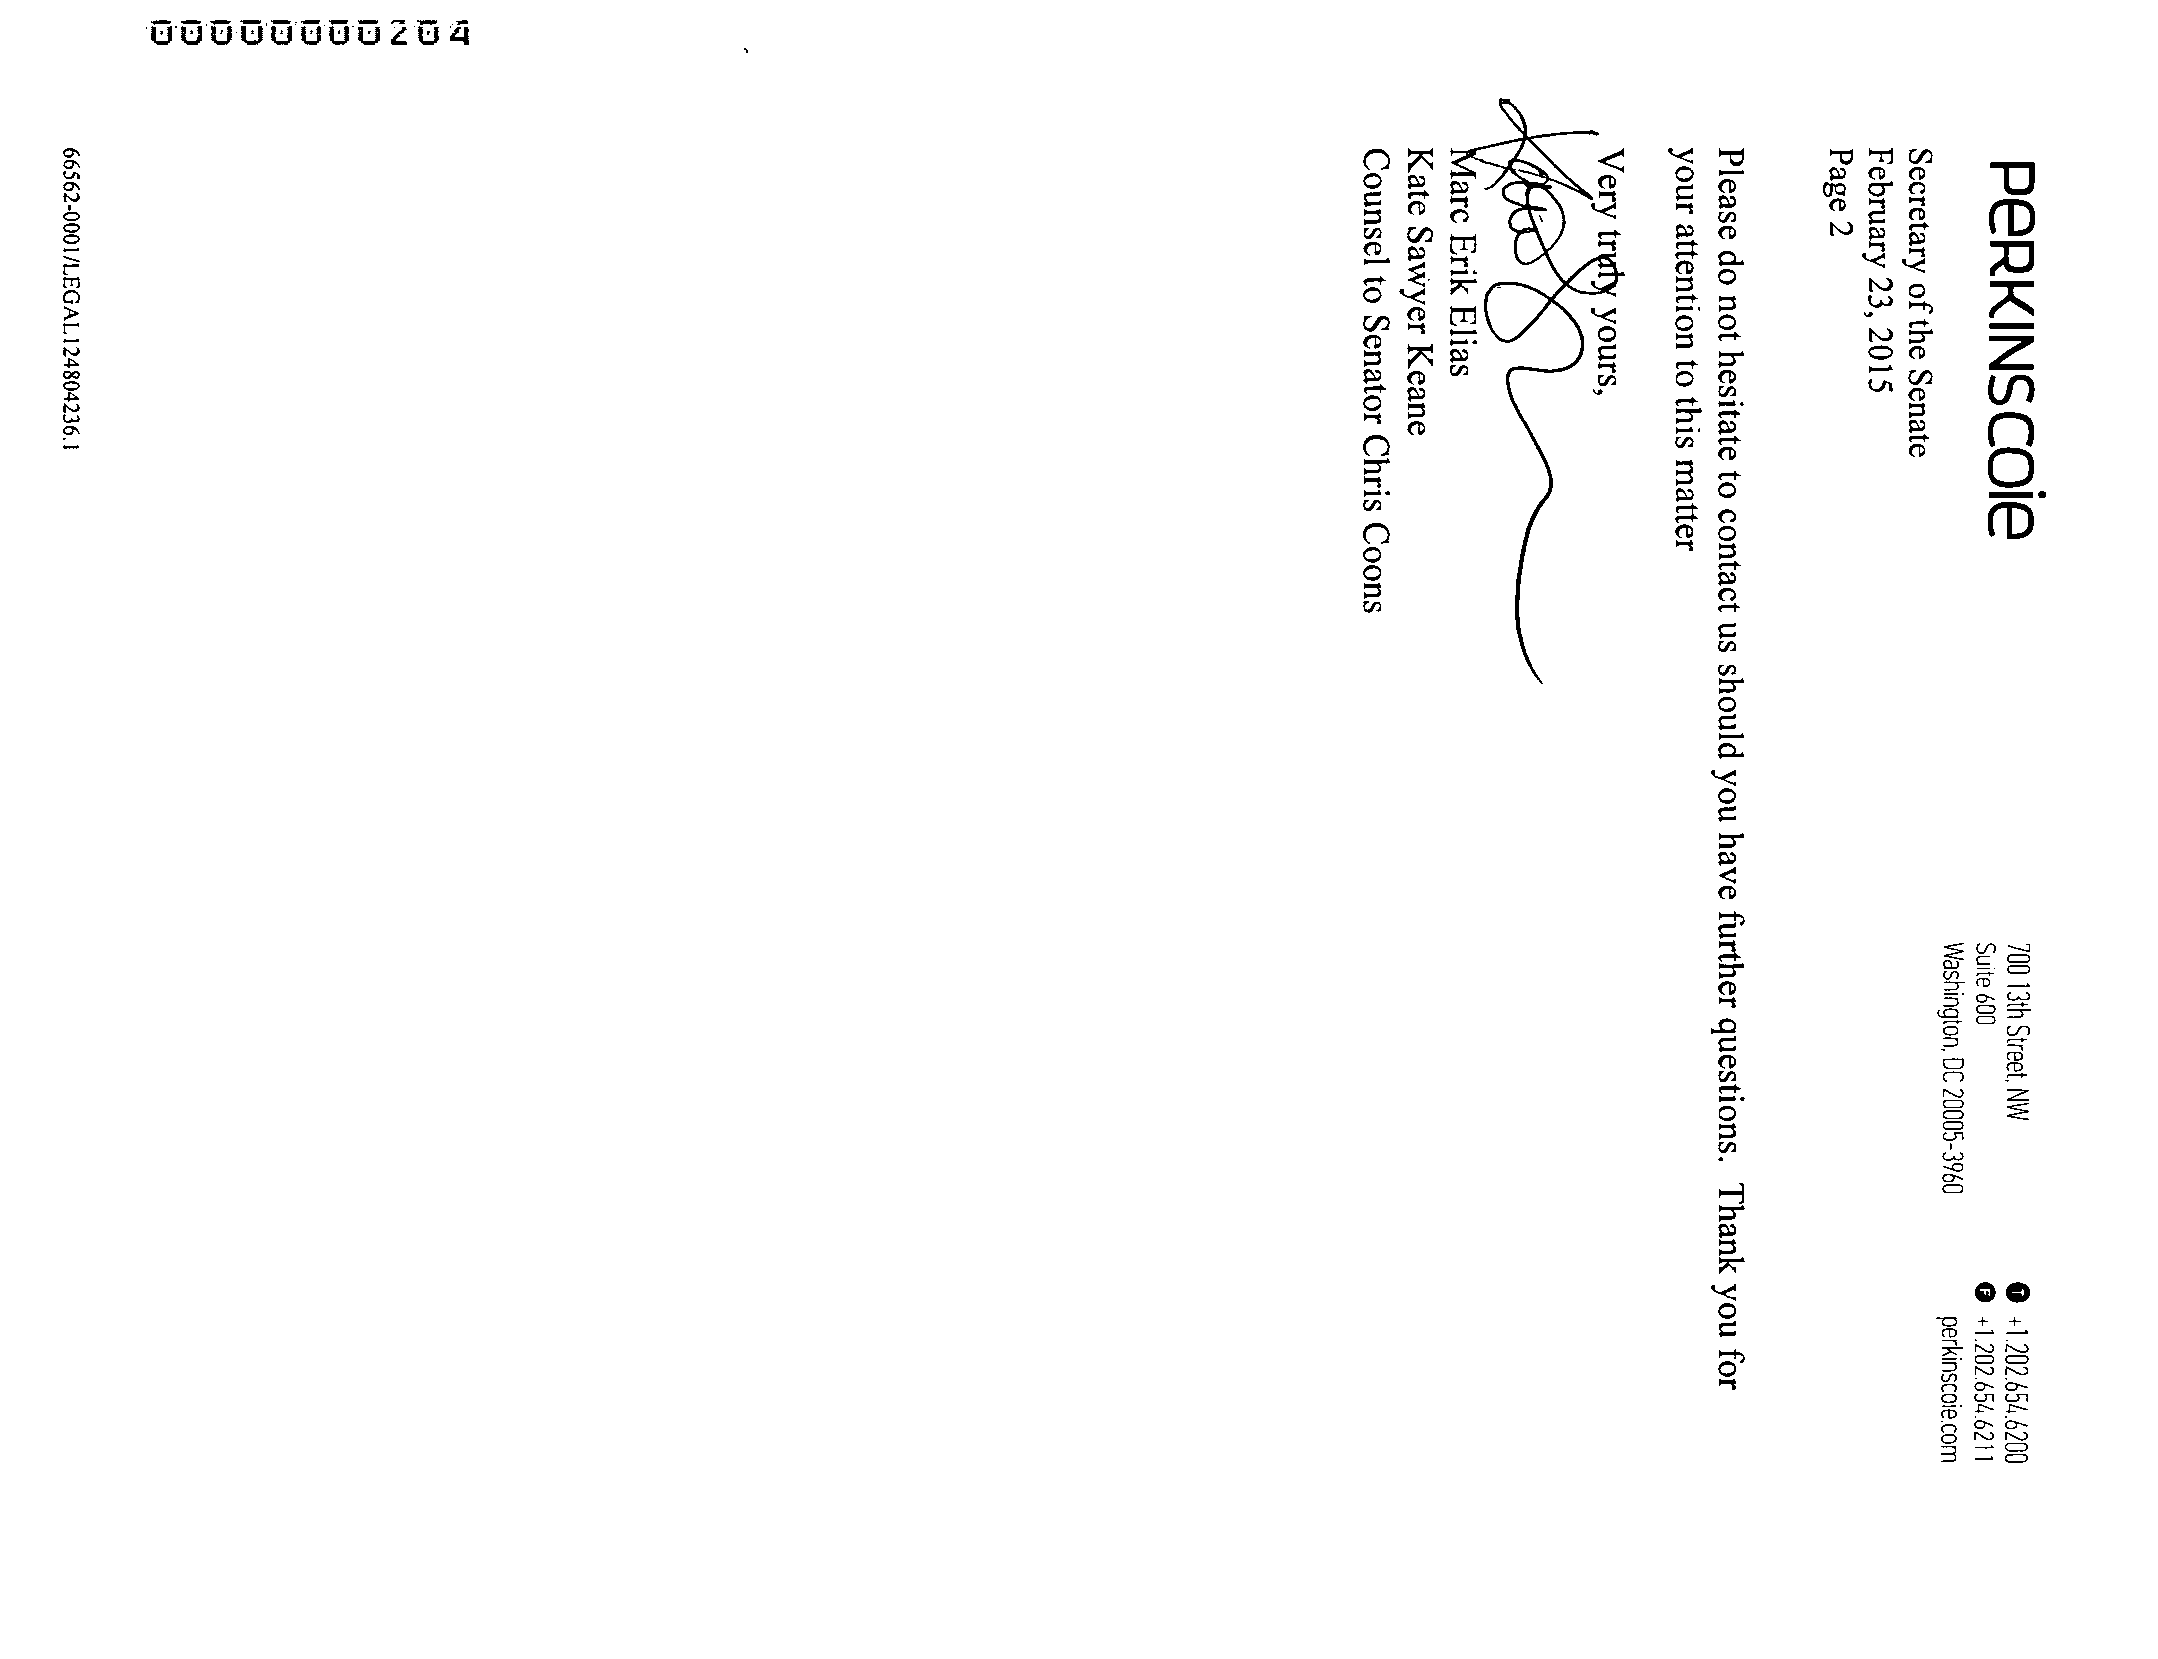 PERKINSCOIE
700 13th Street, NW
Suite 600
Washington, DC 20005-3960
T +1.202.654.6200
F +1.202.654.6211
perkinscoie.com
Secretary of the Senate
February 23, 2015
Page 2
Please do not hesitate to contact us should you have further questions.  Thank you for
your attention to this matter
Very truly yours,
Marc Erik Elias
Kate Sawyer Keane
Counsel to Senator Chris Coons
66562-0001/LEGAL124804236.1
00000000204